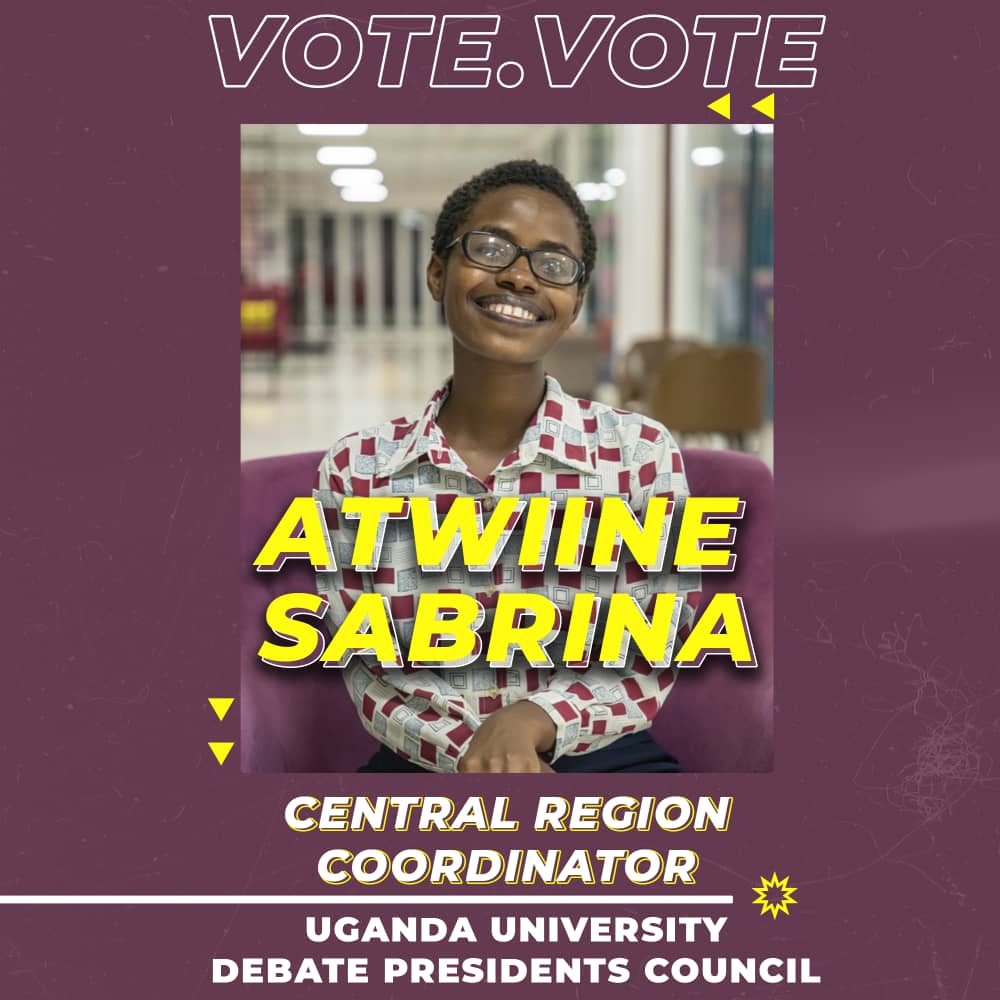 VOTE.VOTE
ATWIINE
SABRINA
CENTRAL REGION
COORDINATOR
UGANDA UNIVERSITY
DEBATE PRESIDENTS COUNCIL